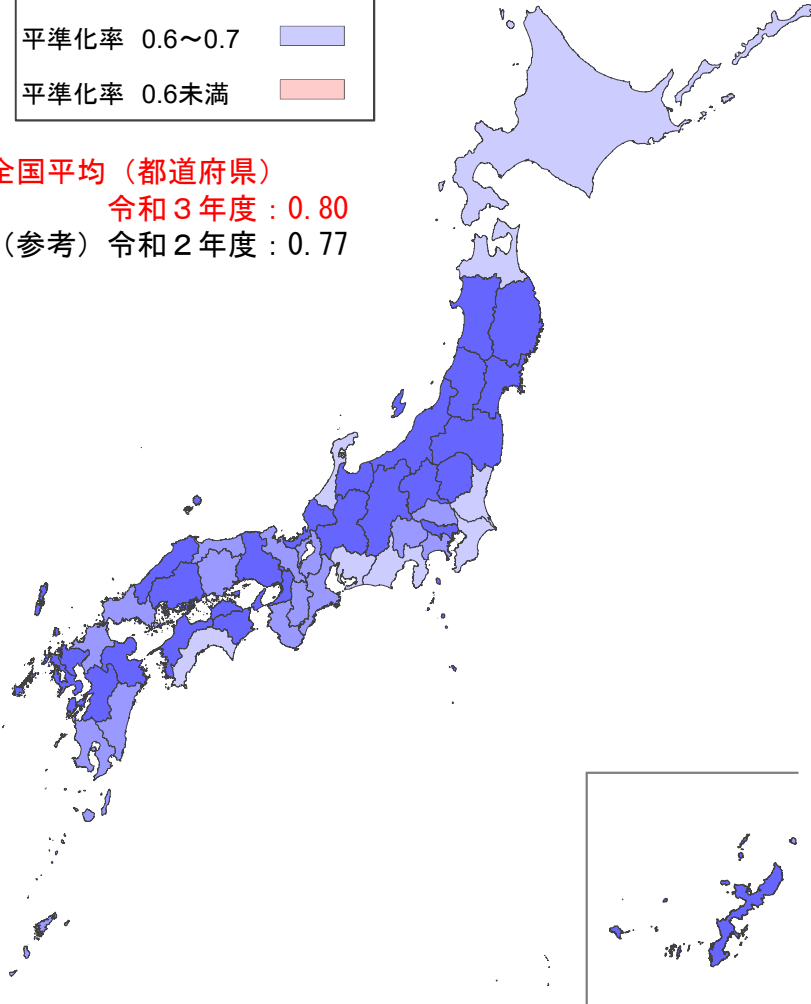 平準化率 0.6～0.7
平準化率 0.6未満
全国平均（都道府県）
令和３年度：0.80
（参考）令和２年度：0.77